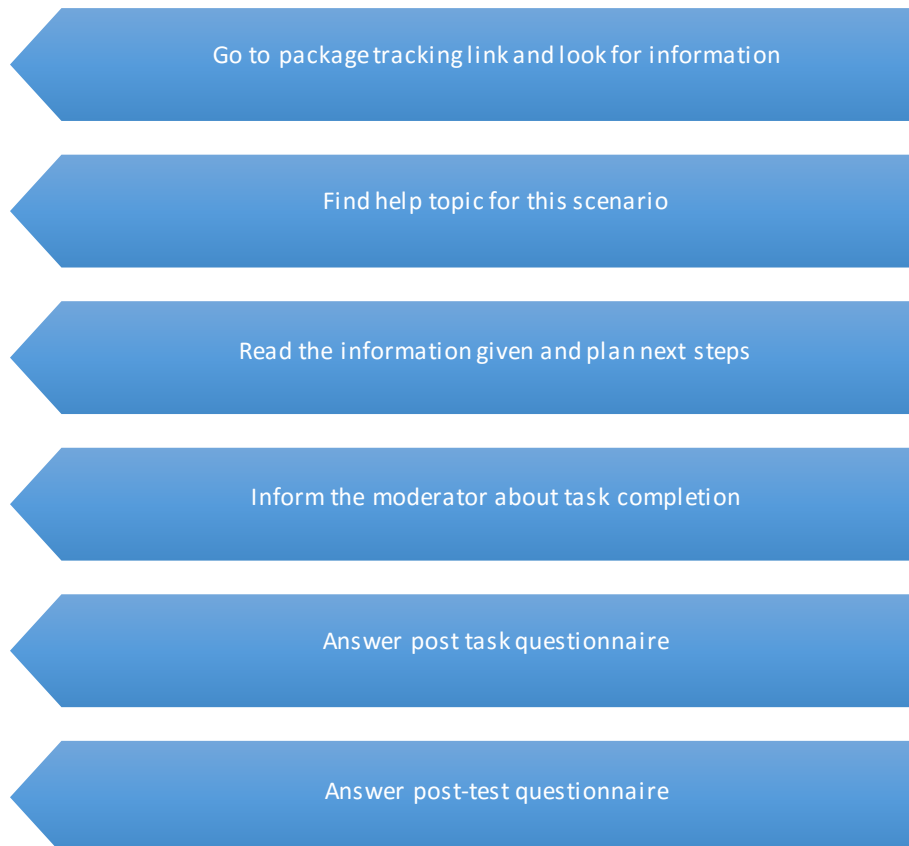 Go to package tracking link and look for information
Find help topic for this scenario
Read the information given and plan next steps
Inform the moderator about task completion
Answer post task questionnaire
Answer post-test questionnaire